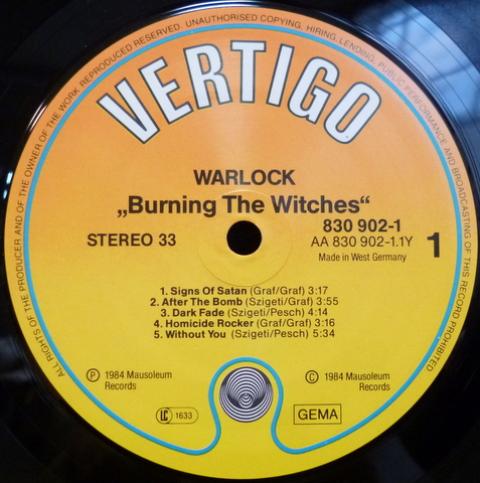 ALL RIGHTS OF THE PRODUCER AND OF THE OWNER OF THE WORK REPRODUCED RESERVED. UNAUTHORISED COPYING, HIRING, LENDING, PUBLIC PERFORMANCE AND BROADCASTING OF THIS RECORD PROHIBITED
VERTIGO
WARLOCK
„Burning The Witches“
STEREO 33
830 902-1
AA 830 902-1.1Y
Made in West Germany
1
1. Signs Of Satan (Graf/Graf) 3:17
2. After The Bomb (Szigeti/Graf) 3:55
3. Dark Fade (Szigeti/Pesch) 4:14
4. Homicide Rocker (Graf/Graf) 3:16
5. Without You (Szigeti/Pesch) 5:34
Ⓟ 1984 Mausoleum
Records
© 1984 Mausoleum
Records
LC 1633
GEMA